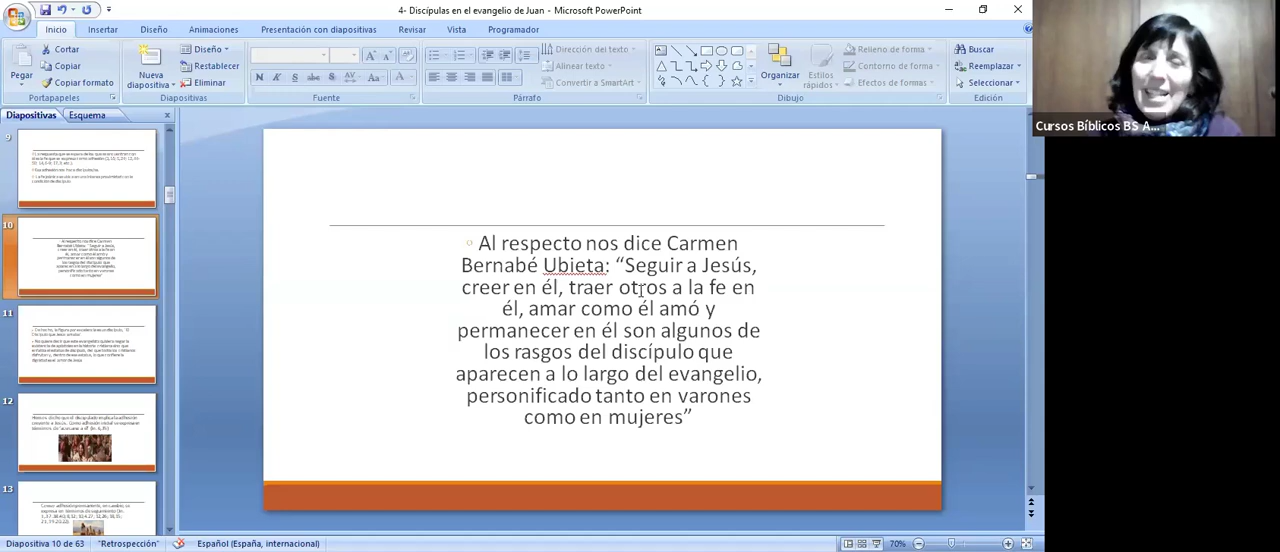 4- Discípulas en el evangelio de Juan - Microsoft PowerPoint
Inicio
Insertar
Diseño
Animaciones
Presentación con diapositivas
Revisar
Vista
Programador
Pegar
Cortar
Copiar
Copiar formato
Portapapeles
Nueva
diapositiva
Diseño
Restablecer
Eliminar
Diapositivas
Fuente
Dirección del texto
Alinear texto
Convertir a SmartArt
Párrafo
Organizar
Estilos
rápidos
Relleno de forma
Contorno de forma
Efectos de formas
Dibujo
Buscar
Reemplazar
Seleccionar
Edición
Cursos Bíblicos BS A...
Diapositivas
Esquema
9
10
11
12
13
Al respecto nos dice Carmen
Bernabé Ubieta: “Seguir a Jesús,
creer en él, traer otros a la fe en
él, amar como él amó y
permanecer en él son algunos de
los rasgos del discípulo que
aparecen a lo largo del evangelio,
personificado tanto en varones
como en mujeres”
Diapositiva 10 de 63
"Retrospección"
Español (España, internacional)
70%